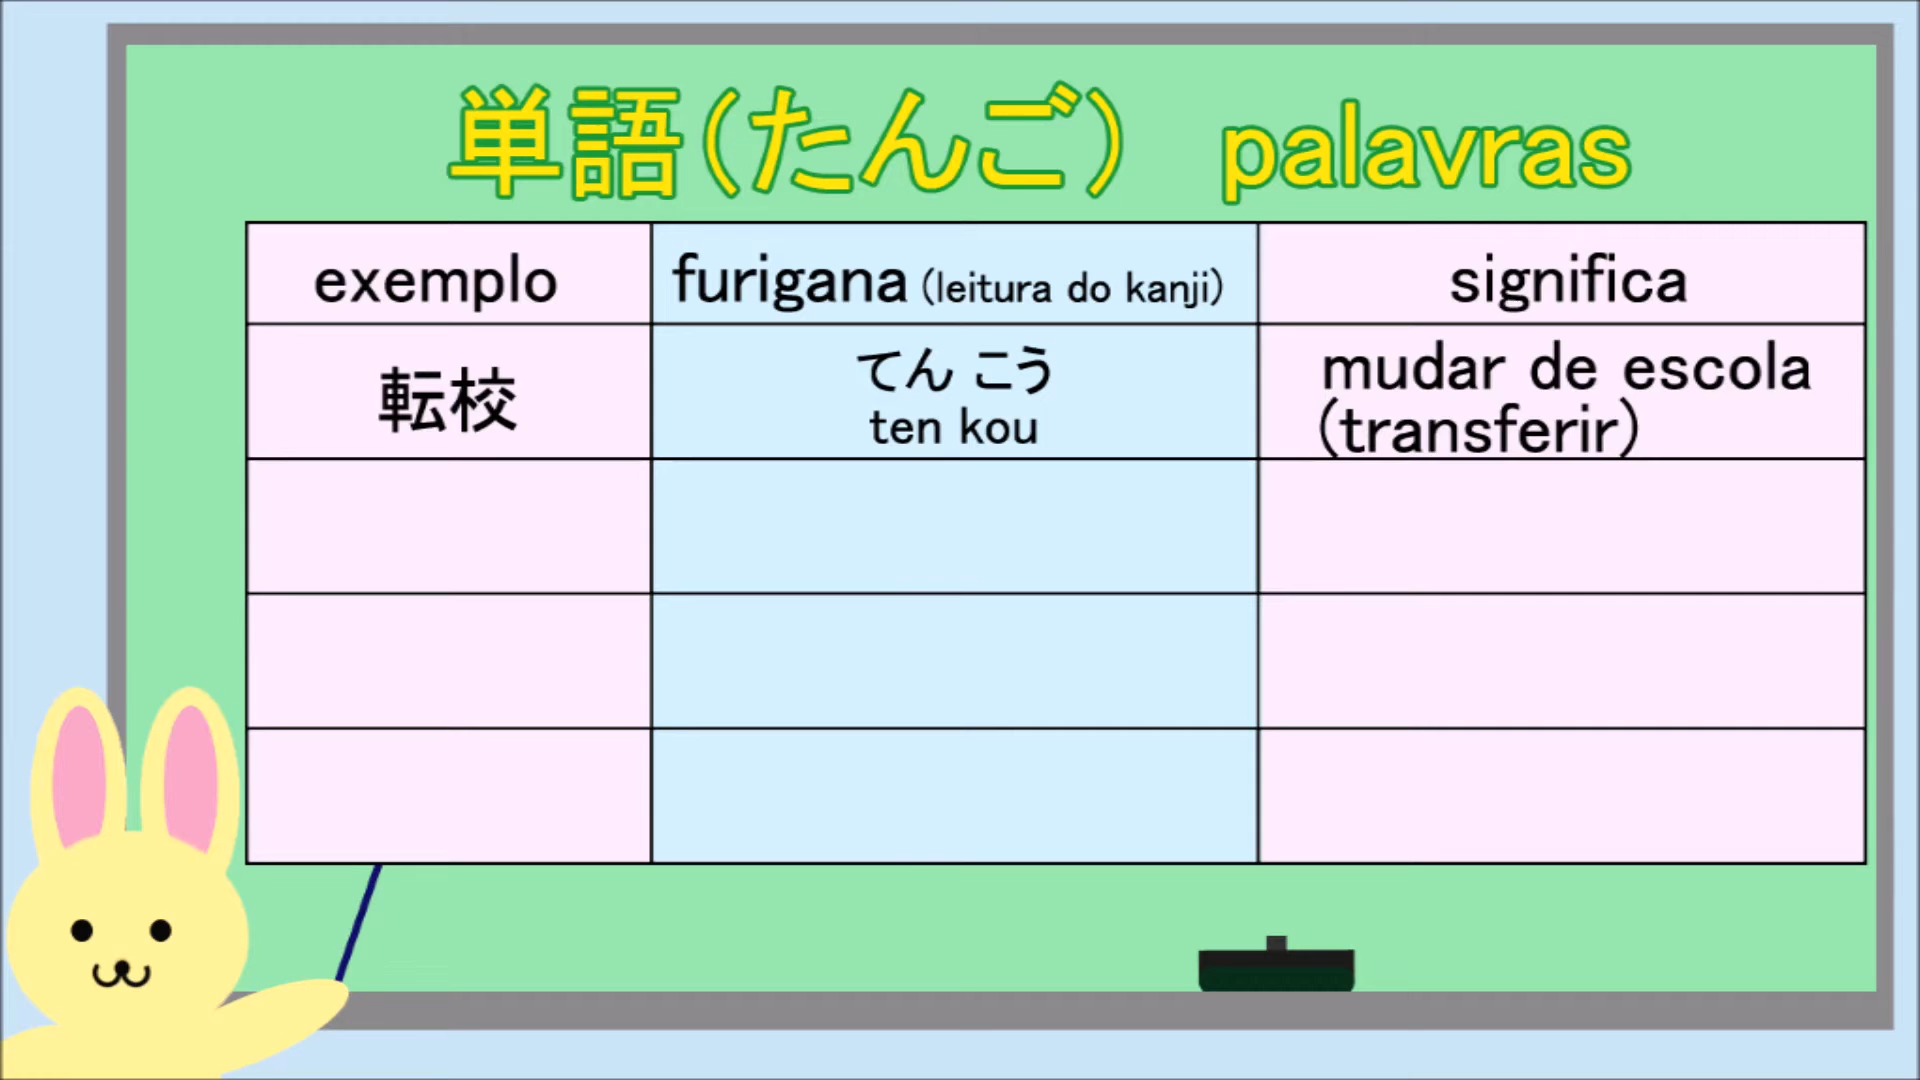 単語（たんご） palavras
exemplo furigana（leitura do kanji） significa
転校 てん こう mudar de escola
ten kou （transferir）